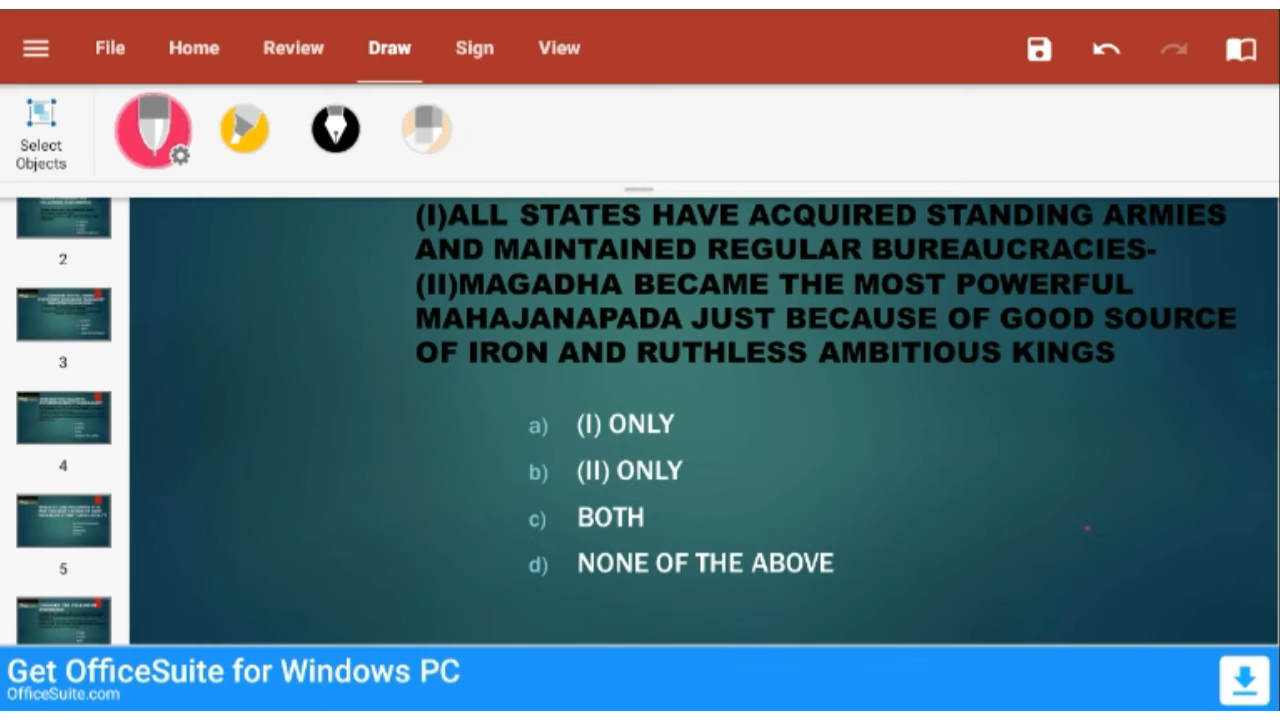 File Home Review Draw Sign View
Select
Objects
2
3
4
5
(I)ALL STATES HAVE ACQUIRED STANDING ARMIES
AND MAINTAINED REGULAR BUREAUCRACIES-
(II)MAGADHA BECAME THE MOST POWERFUL
MAHAJANAPADA JUST BECAUSE OF GOOD SOURCE
OF IRON AND RUTHLESS AMBITIOUS KINGS
a) (I) ONLY
b) (II) ONLY
c) BOTH
d) NONE OF THE ABOVE
Get OfficeSuite for Windows PC
OfficeSuite.com